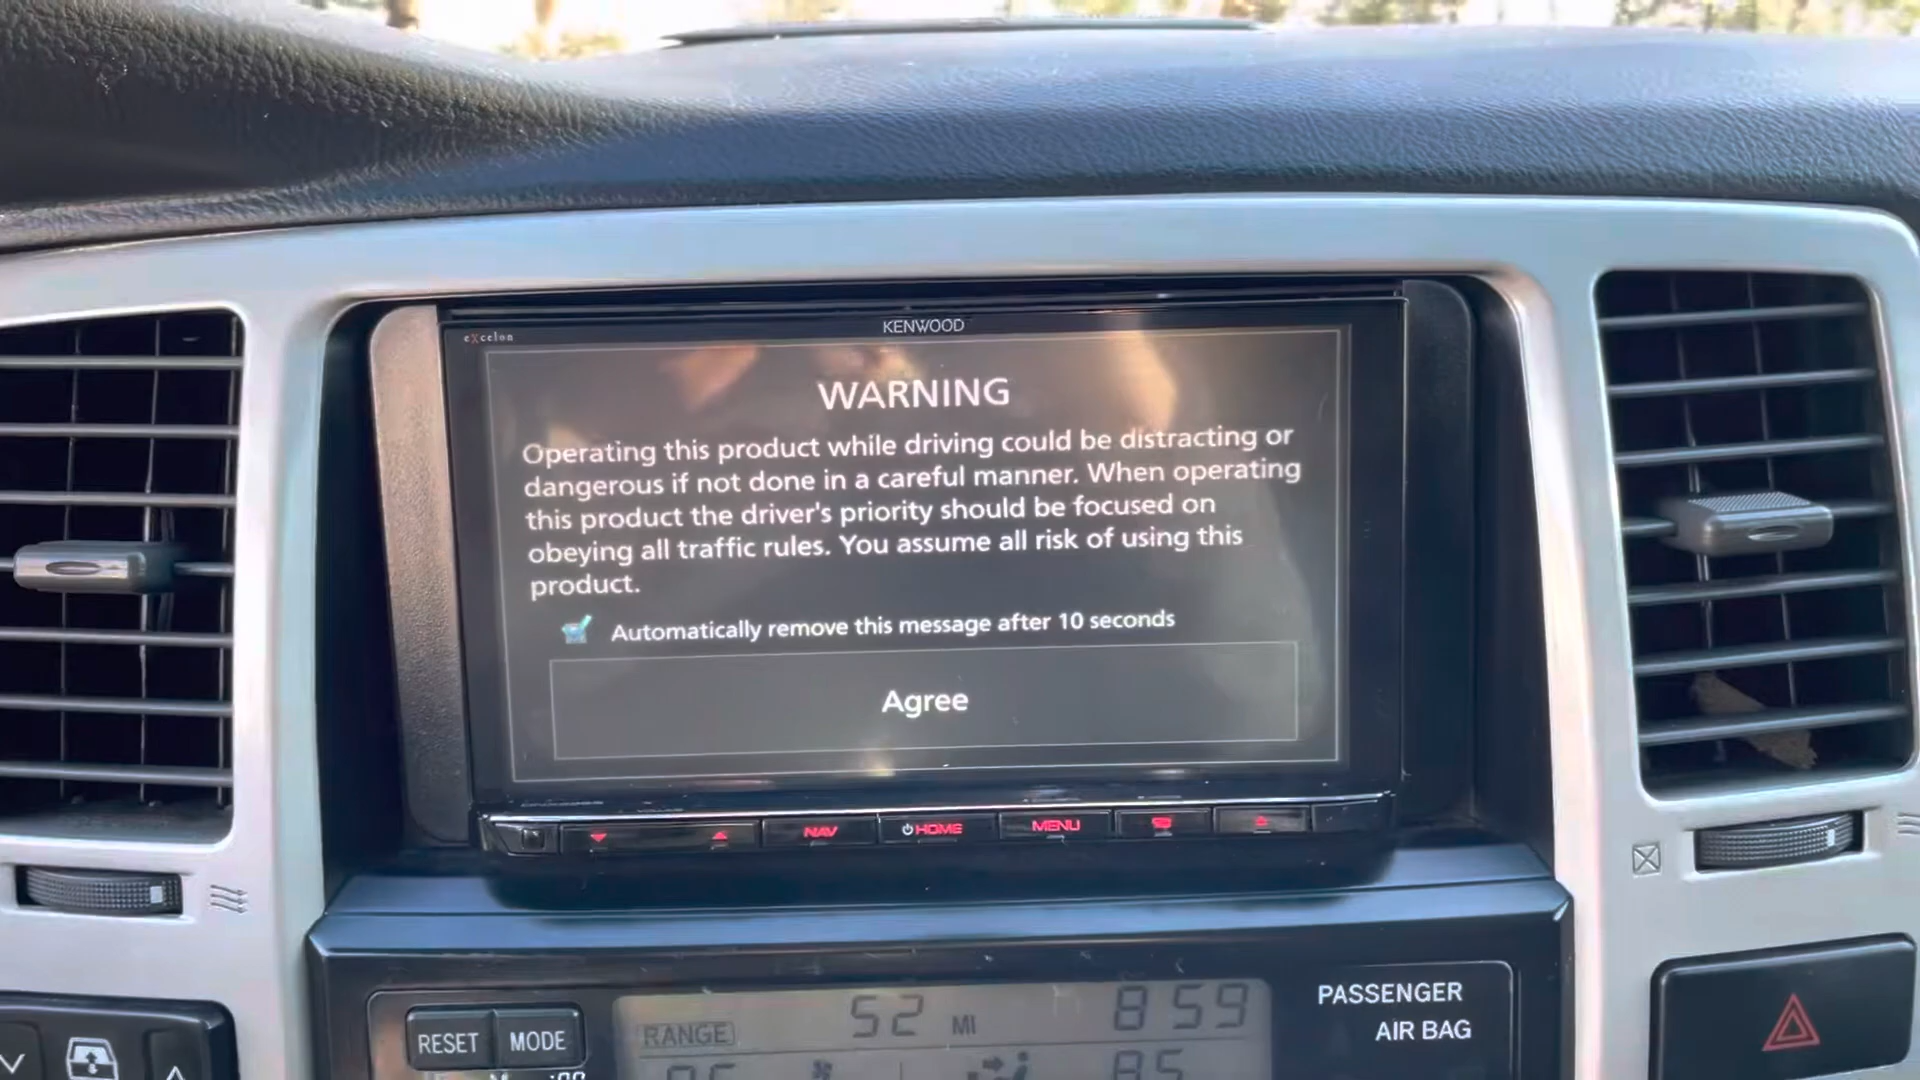 KENWOOD
eXcelon
WARNING
Operating this product while driving could be distracting or
dangerous if not done in a careful manner. When operating
this product the driver's priority should be focused on
obeying all traffic rules. You assume all risk of using this
product.
Automatically remove this message after 10 seconds
Agree
NAV
HOME
MENU
RESET
MODE
RANGE
52 MI
8 59
85
PASSENGER
AIR BAG